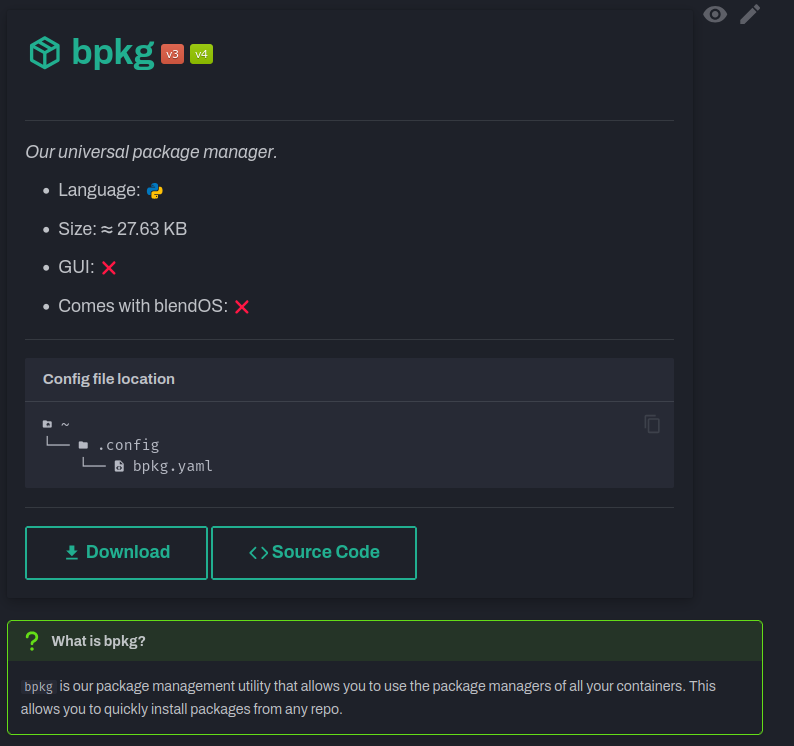 bpkg v3 v4
Our universal package manager.
Language:
Size: ≈ 27.63 KB
GUI:
Comes with blendOS:
Config file location
~
└── .config
└── bpkg.yaml
Download
<> Source Code
? What is bpkg?
bpkg is our package management utility that allows you to use the package managers of all your containers. This
allows you to quickly install packages from any repo.